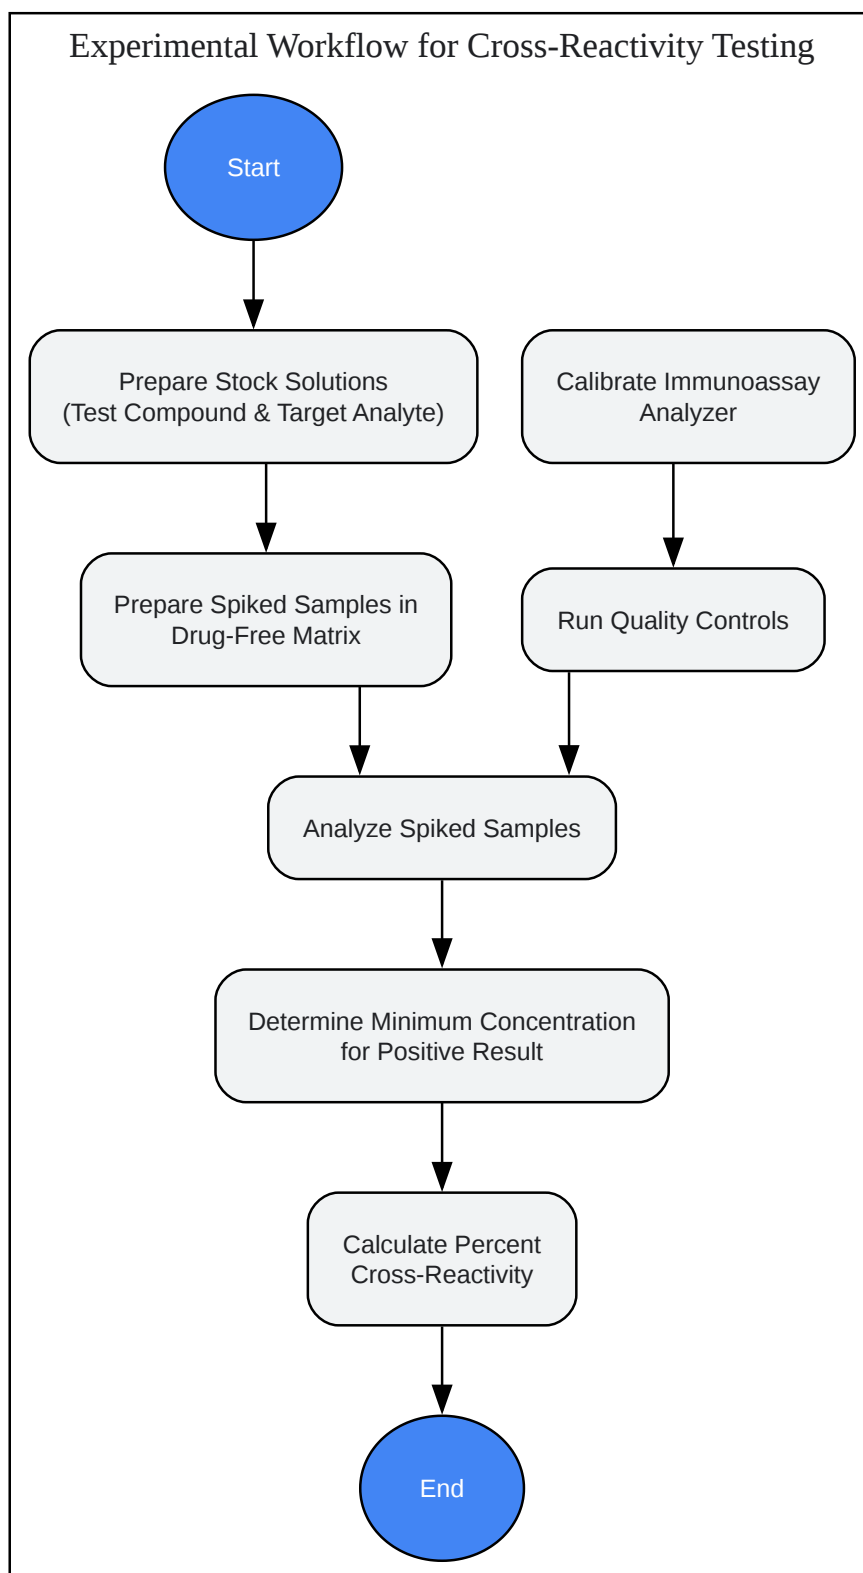 Experimental Workflow for Cross-Reactivity Testing
Start
Prepare Stock Solutions
(Test Compound & Target Analyte)
Calibrate Immunoassay
Analyzer
Prepare Spiked Samples in
Drug-Free Matrix
Run Quality Controls
Analyze Spiked Samples
Determine Minimum Concentration
for Positive Result
Calculate Percent
Cross-Reactivity
End